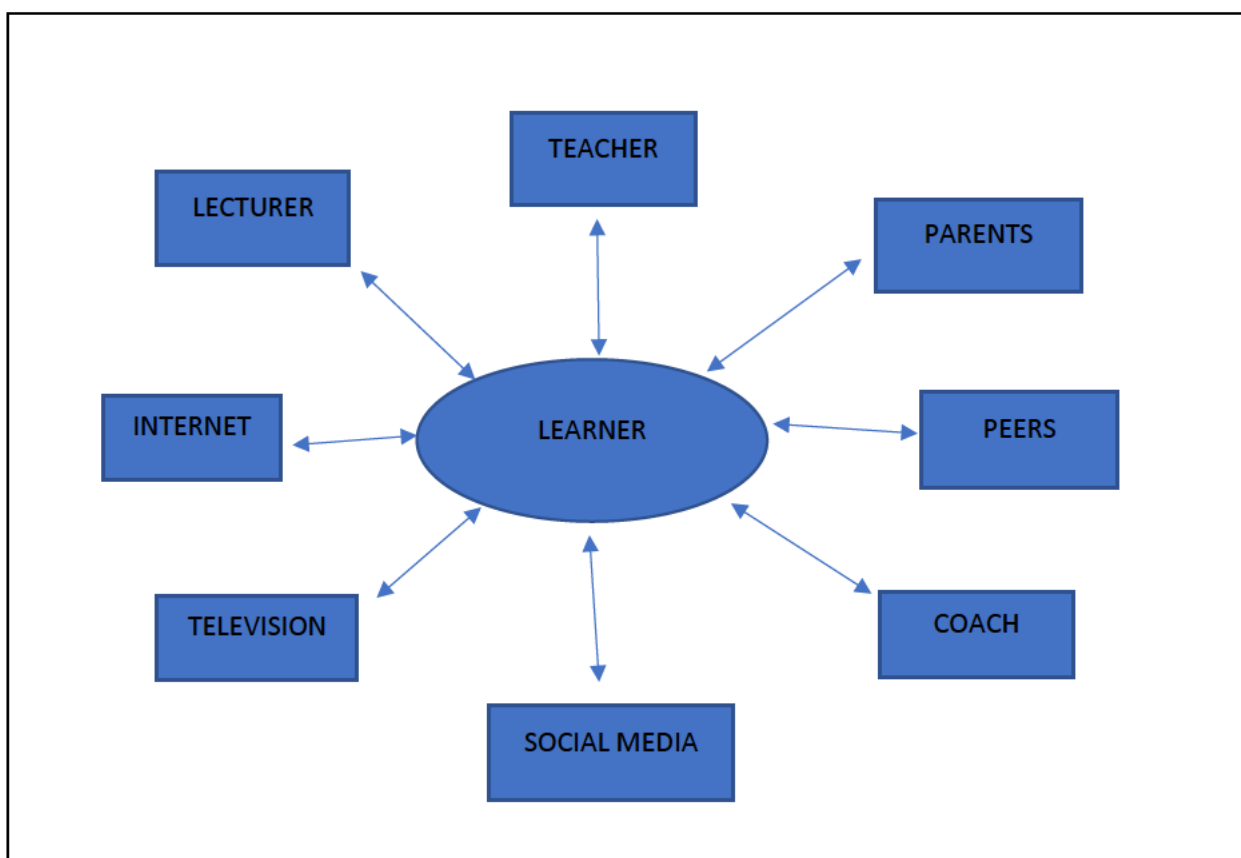 TEACHER
LECTURER
PARENTS
INTERNET
LEARNER
PEERS
TELEVISION
COACH
SOCIAL MEDIA